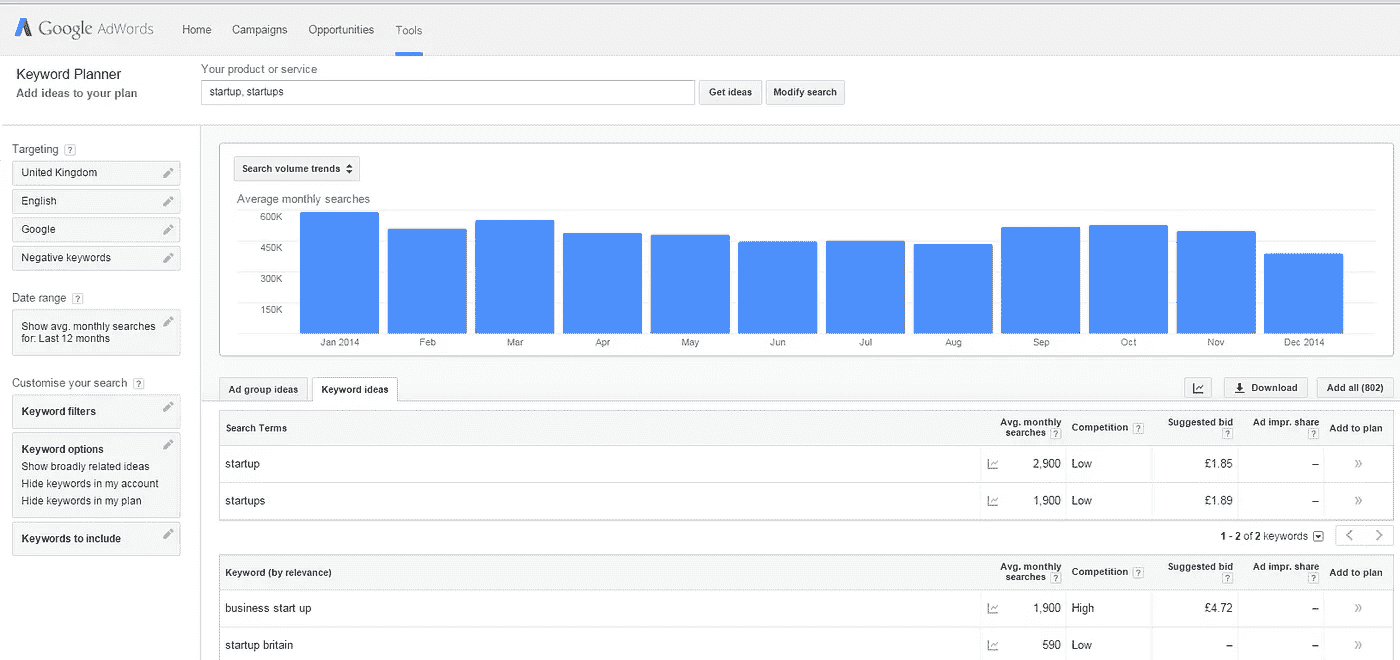 Google AdWords Home Campaigns Opportunities Tools
Keyword Planner
Add ideas to your plan
Your product or service
startup, startups
Get ideas
Modify search
Targeting ?
United Kingdom
English
Google
Negative keywords
Date range ?
Show avg. monthly searches
for: Last 12 months
Customise your search ?
Keyword filters
Keyword options
Show broadly related ideas
Hide keywords in my account
Hide keywords in my plan
Keywords to include
Search volume trends
Average monthly searches
600K
450K
300K
150K
Jan 2014 Feb Mar Apr May Jun Jul Aug Sep Oct Nov Dec 2014
Ad group ideas Keyword ideas Download Add all (802)
Search Terms Avg. monthly searches ? Competition ? Suggested bid ? Ad impr. share ? Add to plan
startup 2,900 Low £1.85 – »
startups 1,900 Low £1.89 – »
1 - 2 of 2 keywords
Keyword (by relevance) Avg. monthly searches ? Competition ? Suggested bid ? Ad impr. share ? Add to plan
business start up 1,900 High £4.72 – »
startup britain 590 Low – – »